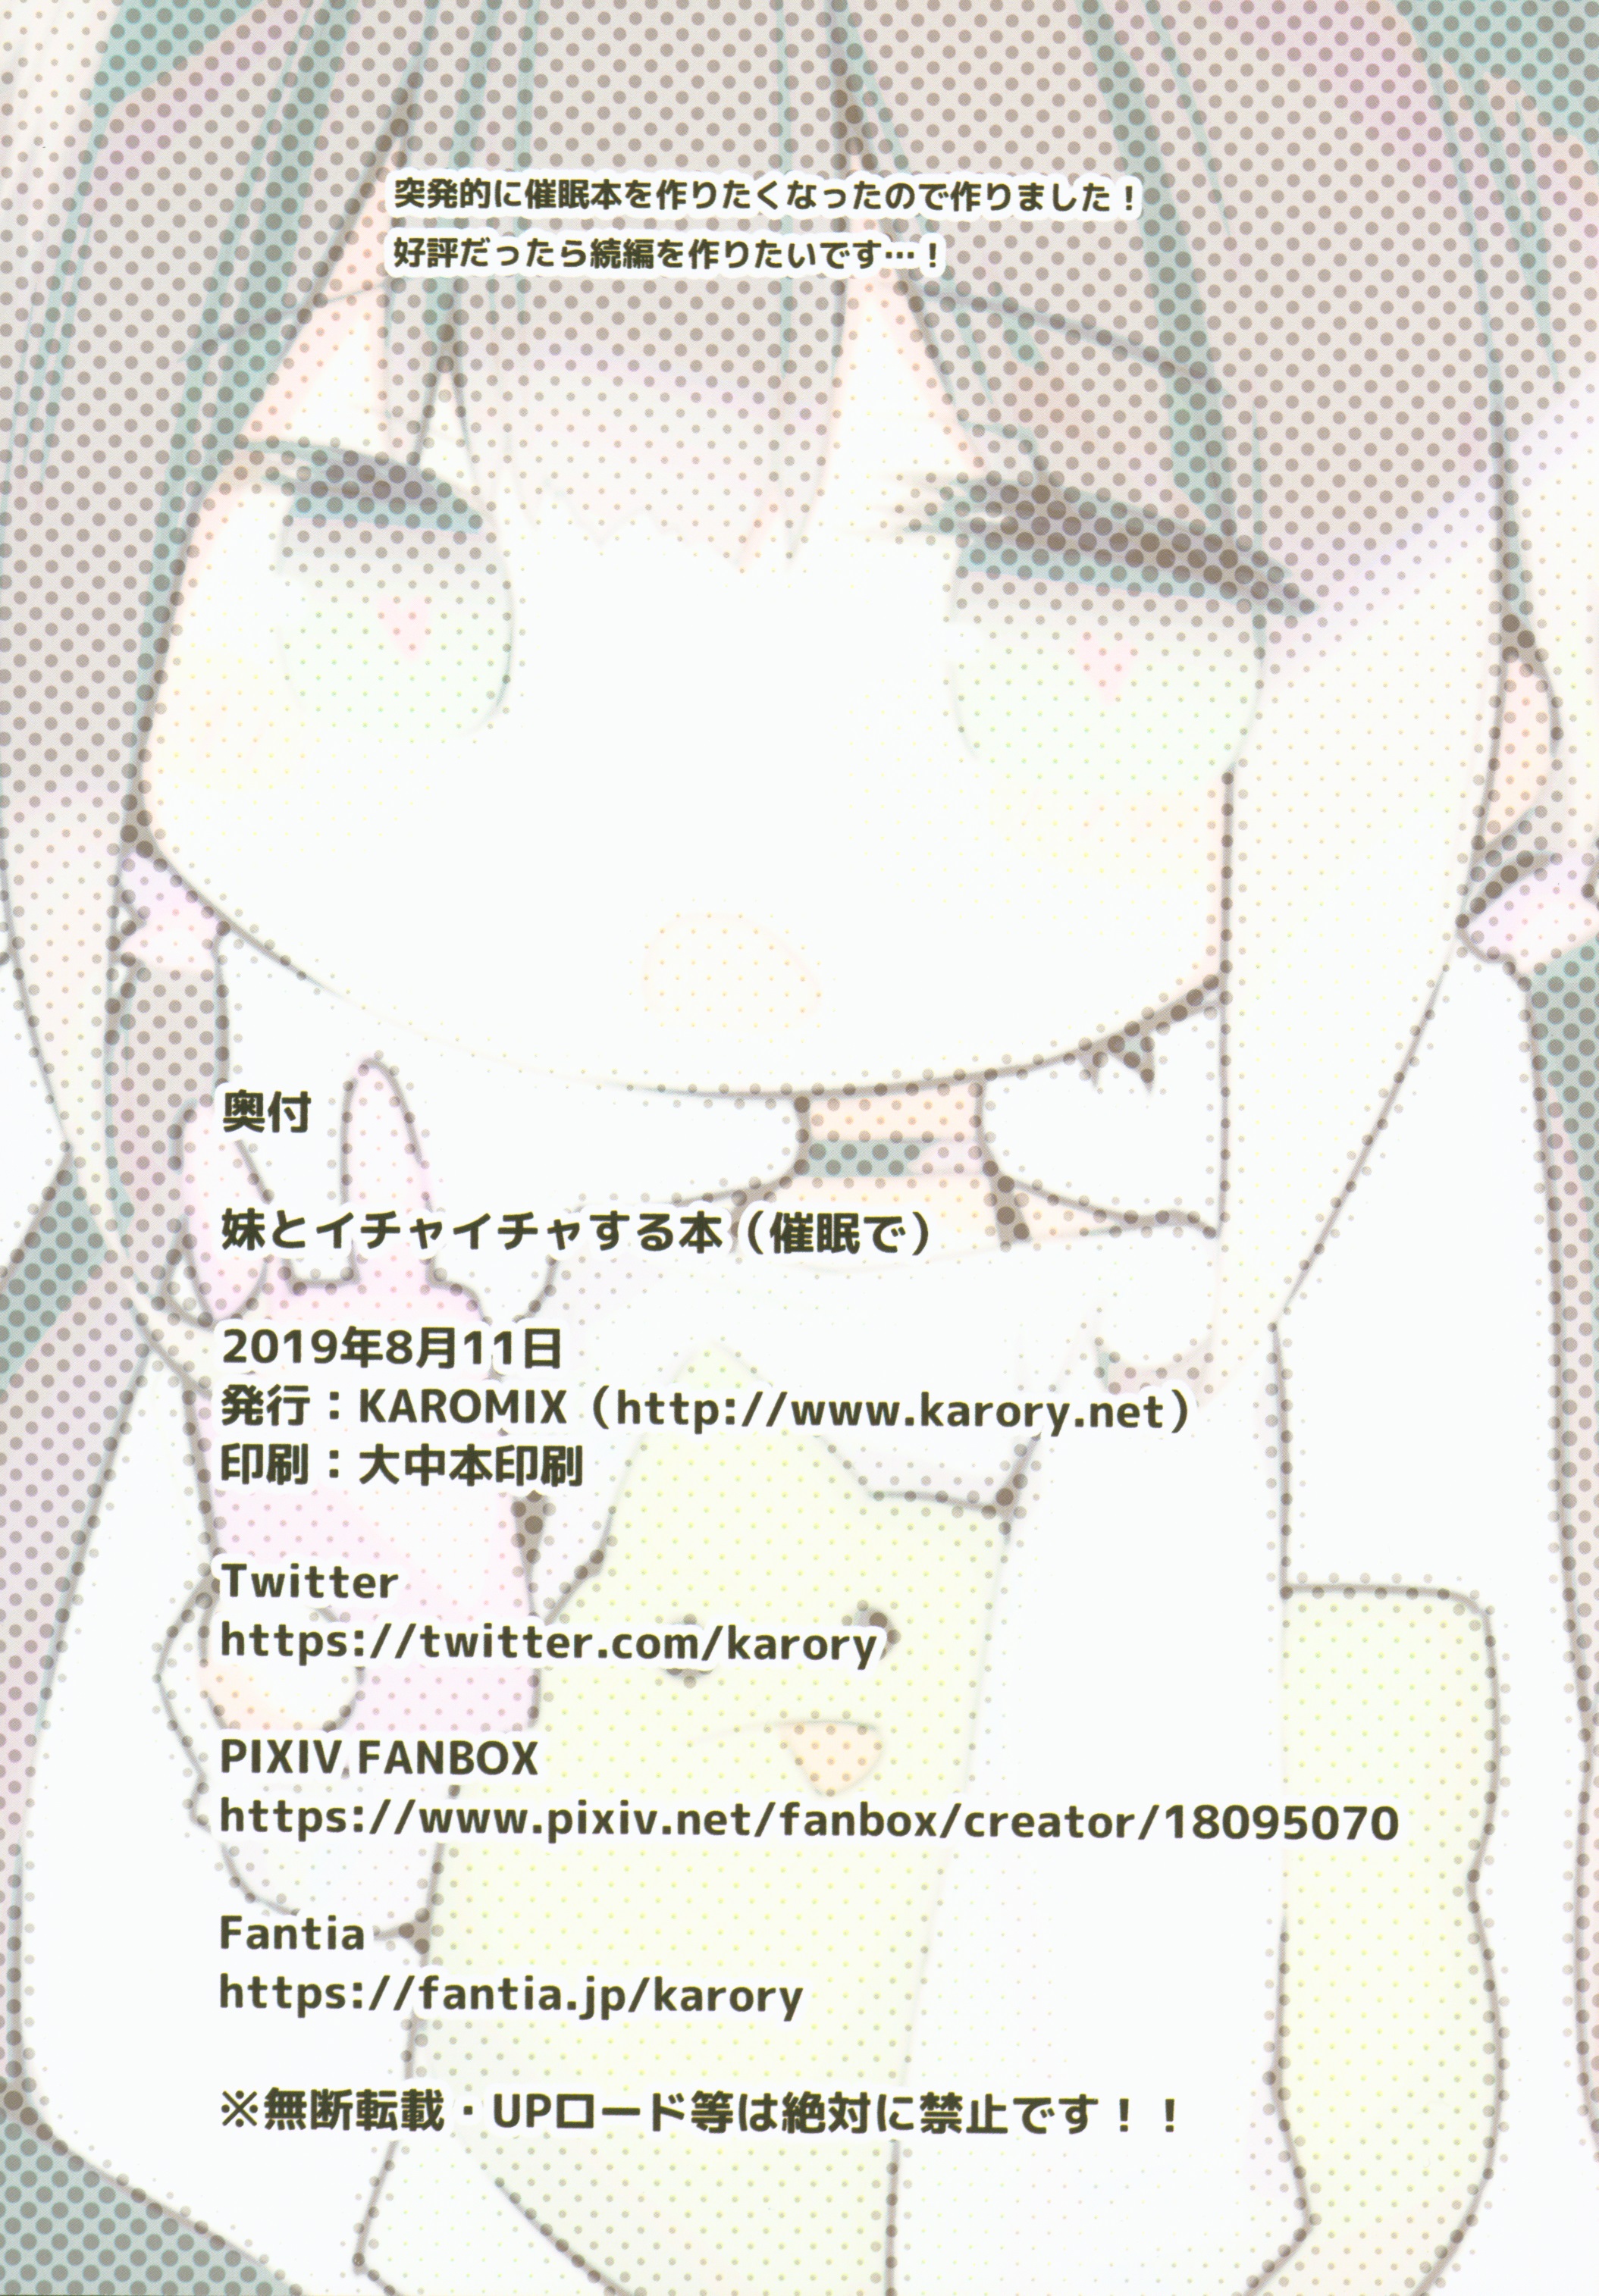 突発的に催眠本を作りたくなったので作りました！
好評だったら続編を作りたいです…！
奥付
妹とイチャイチャする本（催眠で）
2019年8月11日
発行：KAROMIX（http://www.karory.net）
印刷：大中本印刷
Twitter
https://twitter.com/karory
PIXIV FANBOX
https://www.pixiv.net/fanbox/creator/18095070
Fantia
https://fantia.jp/karory
※無断転載・UPロード等は絶対に禁止です！！